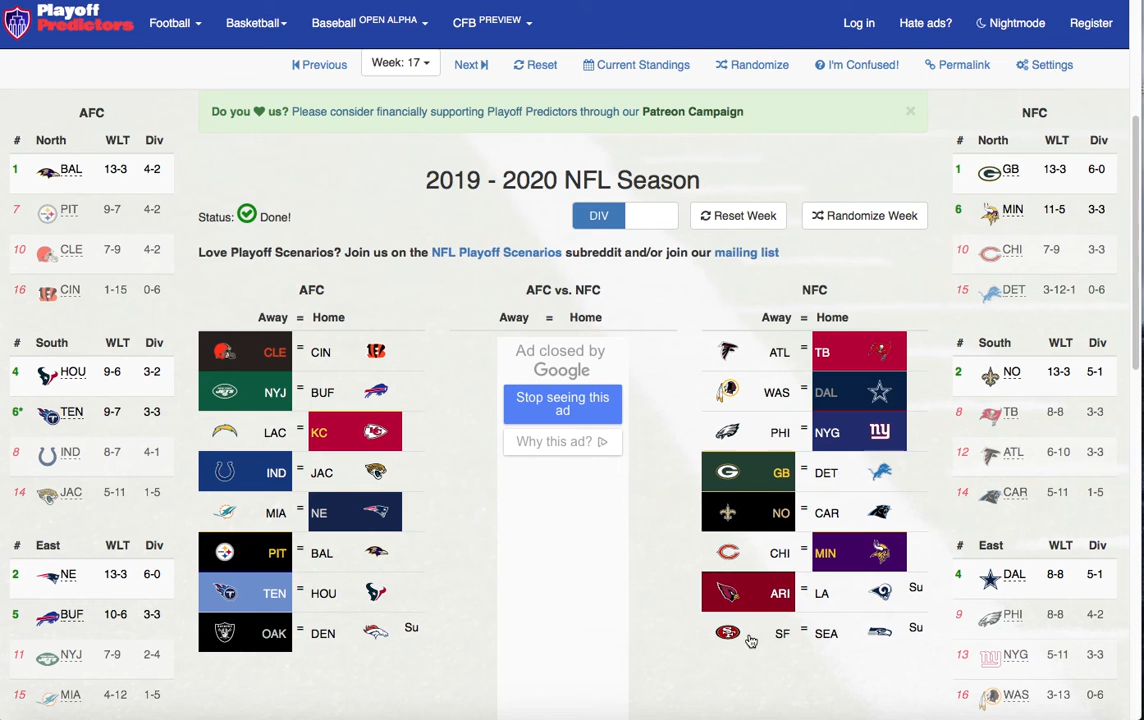 Playoff
Predictors
Football
Basketball
Baseball OPEN ALPHA
CFB PREVIEW
Log in
Hate ads?
Nightmode
Register
Previous
Week: 17
Next
Reset
Current Standings
Randomize
I'm Confused!
Permalink
Settings
Do you us? Please consider financially supporting Playoff Predictors through our Patreon Campaign ×
2019 - 2020 NFL Season
Status: Done!
DIV
Reset Week
Randomize Week
Love Playoff Scenarios? Join us on the NFL Playoff Scenarios subreddit and/or join our mailing list
AFC
# North WLT Div
1 BAL 13-3 4-2
7 PIT 9-7 4-2
10 CLE 7-9 4-2
16 CIN 1-15 0-6
# South WLT Div
4 HOU 9-6 3-2
6* TEN 9-7 3-3
8 IND 8-7 4-1
14 JAC 5-11 1-5
# East WLT Div
2 NE 13-3 6-0
5 BUF 10-6 3-3
11 NYJ 7-9 2-4
15 MIA 4-12 1-5
AFC
Away = Home
CLE = CIN
NYJ = BUF
LAC = KC
IND = JAC
MIA = NE
PIT = BAL
TEN = HOU
OAK = DEN Su
AFC vs. NFC
Away = Home
Ad closed by
Google
Stop seeing this
ad
Why this ad?
NFC
Away = Home
ATL = TB
WAS = DAL
PHI = NYG
GB = DET
NO = CAR
CHI = MIN
ARI = LA Su
SF = SEA Su
NFC
# North WLT Div
1 GB 13-3 6-0
6 MIN 11-5 3-3
10 CHI 7-9 3-3
15 DET 3-12-1 0-6
# South WLT Div
2 NO 13-3 5-1
8 TB 8-8 3-3
12 ATL 6-10 3-3
14 CAR 5-11 1-5
# East WLT Div
4 DAL 8-8 5-1
9 PHI 8-8 4-2
13 NYG 5-11 3-3
16 WAS 3-13 0-6